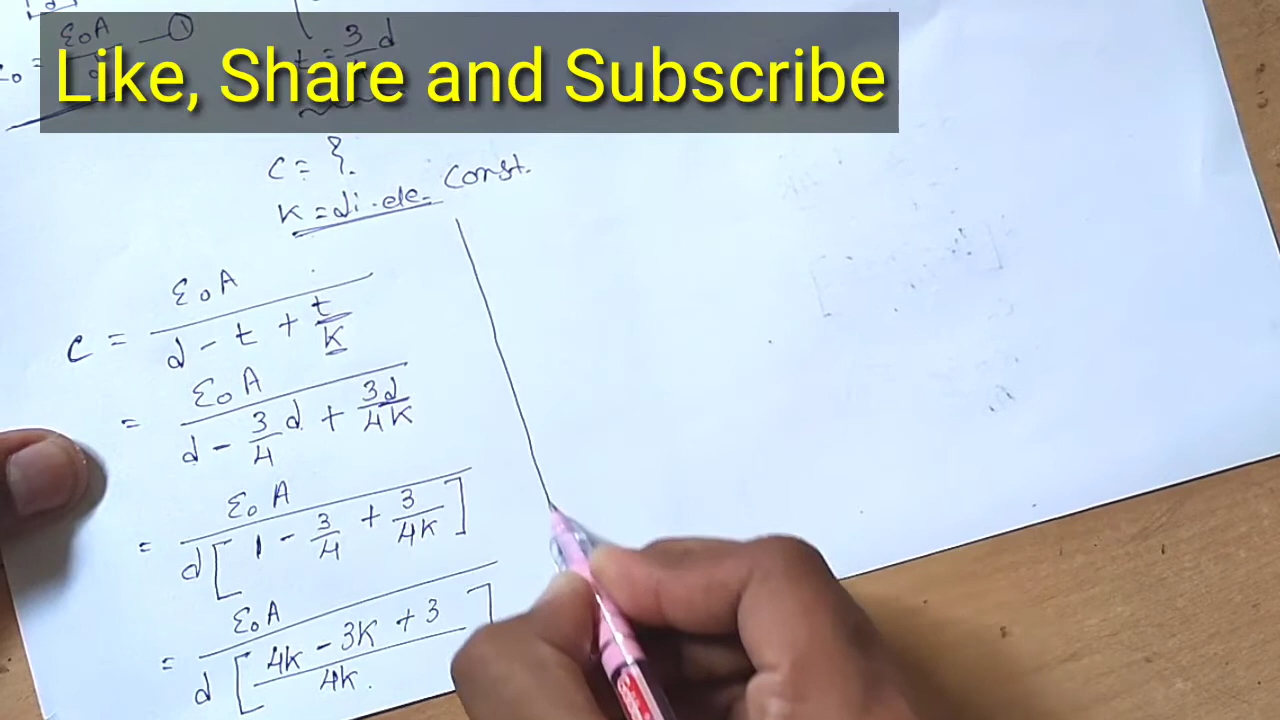 ε₀A
—①
t = 3/4 d
Like, Share and Subscribe
C = ?
K = di-ele. Const.
C = ε₀A / (d - t + t/K)
= ε₀A / (d - 3/4 d + 3d/4K)
= ε₀A / d[1 - 3/4 + 3/4K]
= ε₀A / d[(4K - 3K + 3)/4K]